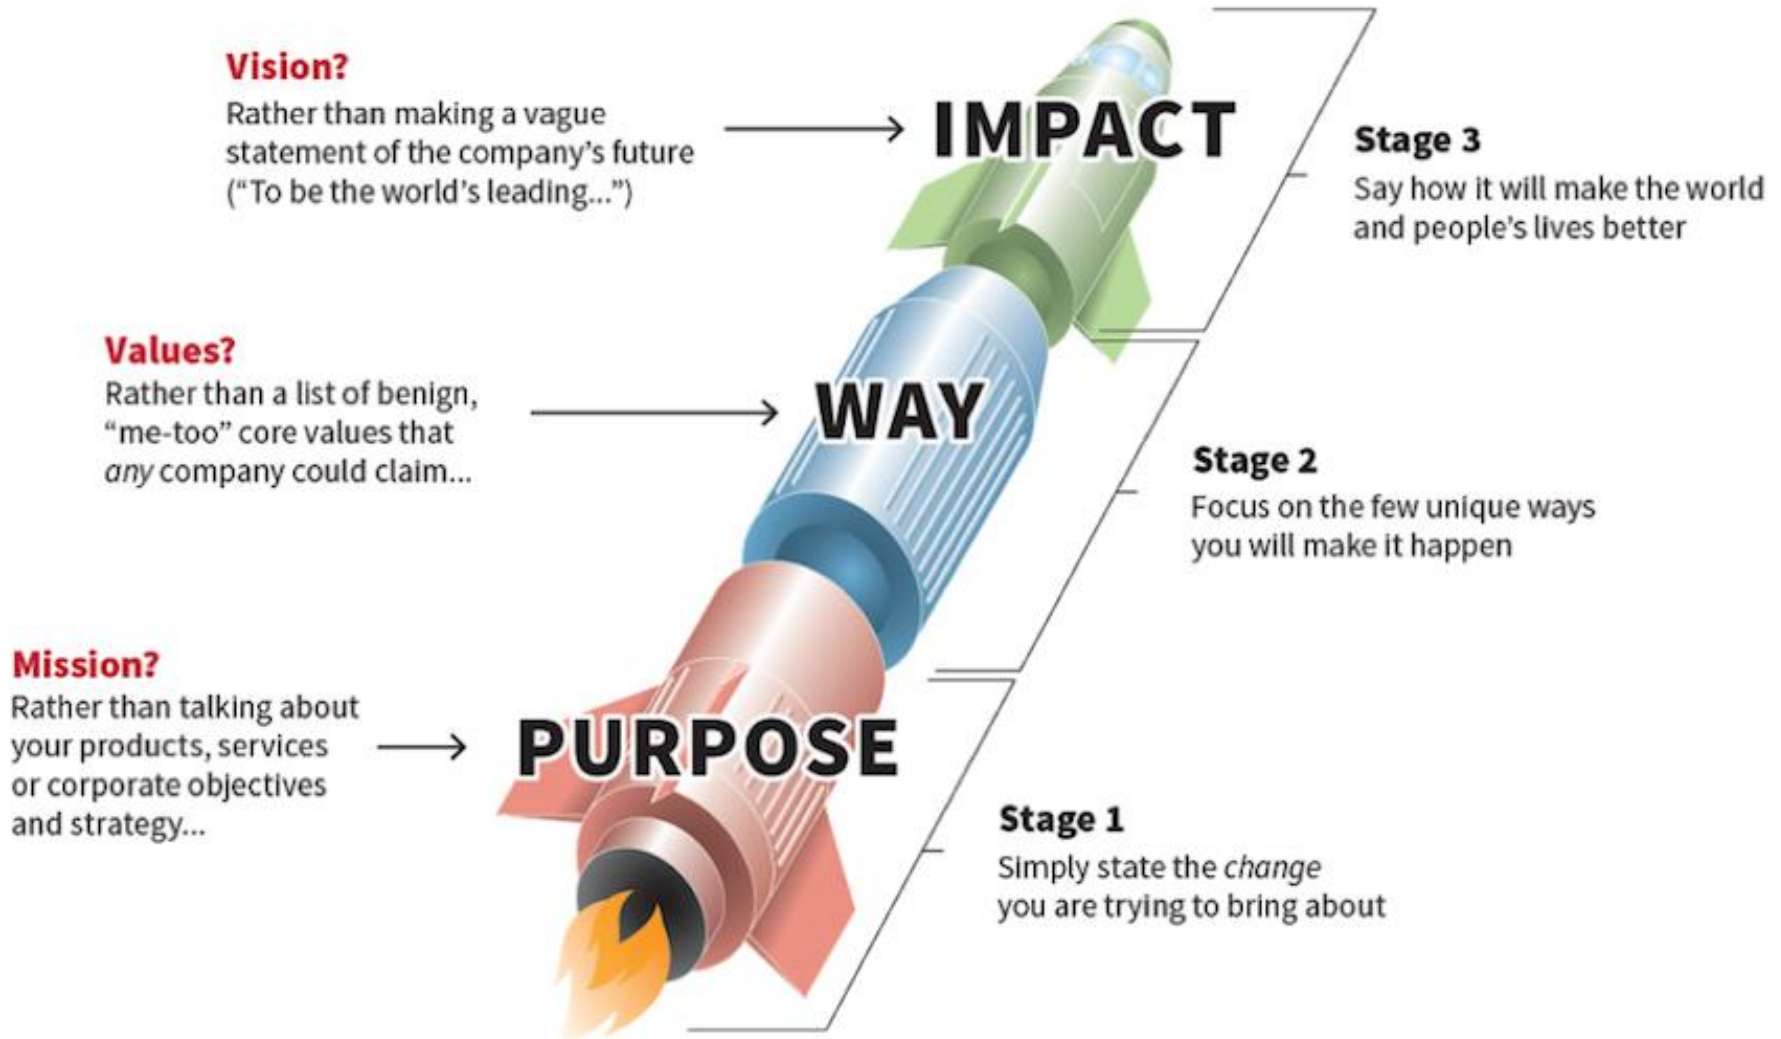 Vision?
Rather than making a vague
statement of the company's future
(“To be the world's leading...”)
IMPACT
Stage 3
Say how it will make the world
and people's lives better
Values?
Rather than a list of benign,
“me-too” core values that
any company could claim...
WAY
Stage 2
Focus on the few unique ways
you will make it happen
Mission?
Rather than talking about
your products, services
or corporate objectives
and strategy...
PURPOSE
Stage 1
Simply state the change
you are trying to bring about